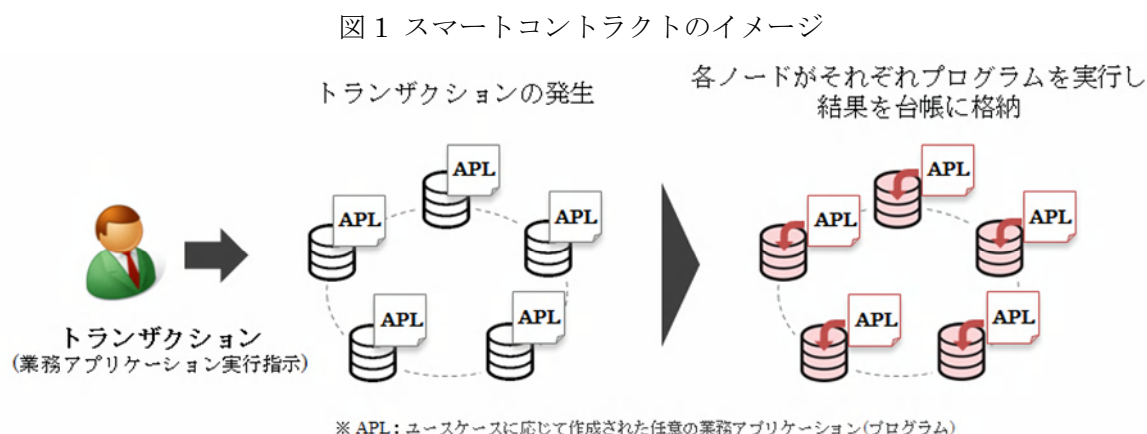 図1 スマートコントラクトのイメージ
トランザクションの発生
各ノードがそれぞれプログラムを実行し
結果を台帳に格納
APL
APL
APL
APL
APL
APL
APL
APL
APL
APL
トランザクション
(業務アプリケーション実行指示)
※ APL：ユースケースに応じて作成された任意の業務アプリケーション(プログラム)